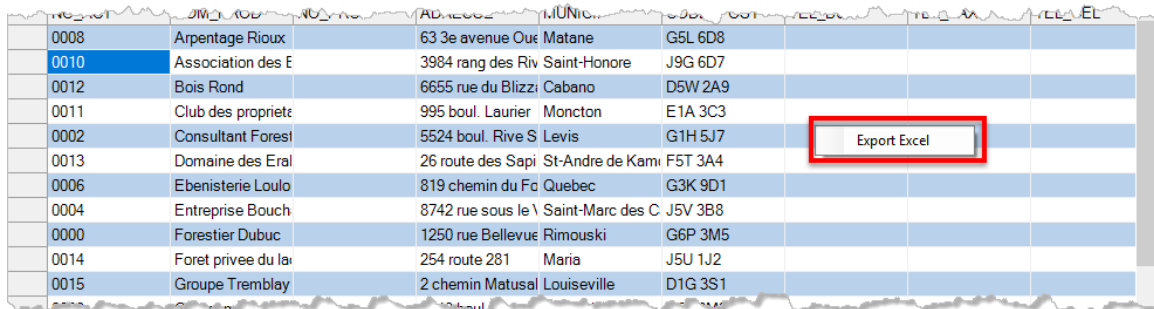 0008 Arpentage Rioux 63 3e avenue Oue Matane G5L 6D8
0010 Association des E 3984 rang des Riv Saint-Honore J9G 6D7
0012 Bois Rond 6655 rue du Blizza Cabano D5W 2A9
0011 Club des proprieta 995 boul. Laurier Moncton E1A 3C3
0002 Consultant Forest 5524 boul. Rive S Levis G1H 5J7
Export Excel
0013 Domaine des Eral 26 route des Sapi St-Andre de Kamo F5T 3A4
0006 Ebenisterie Loulo 819 chemin du Fo Quebec G3K 9D1
0004 Entreprise Bouch 8742 rue sous le Saint-Marc des C J5V 3B8
0000 Forestier Dubuc 1250 rue Bellevue Rimouski G6P 3M5
0014 Foret privee du la 254 route 281 Maria J5U 1J2
0015 Groupe Tremblay 2 chemin Matusal Louiseville D1G 3S1